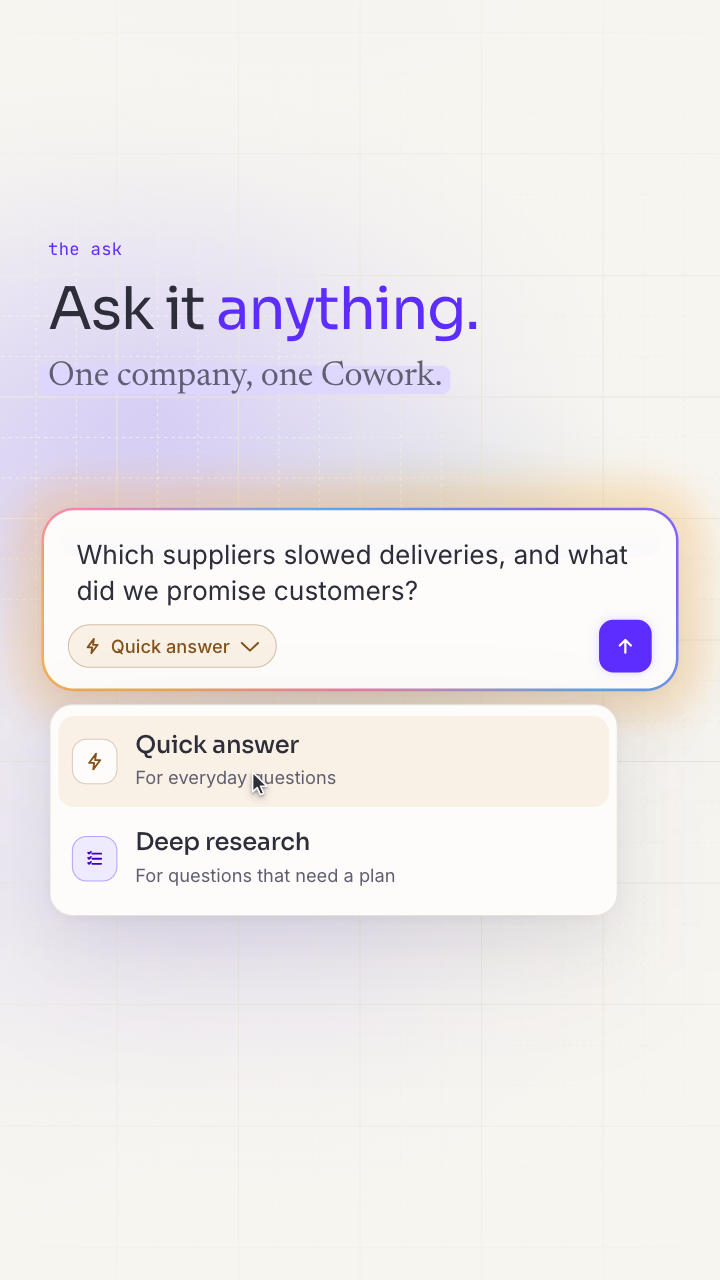 the ask
Ask it anything.
One company, one Cowork.
Which suppliers slowed deliveries, and what
did we promise customers?
Quick answer
Quick answer
For everyday questions
Deep research
For questions that need a plan